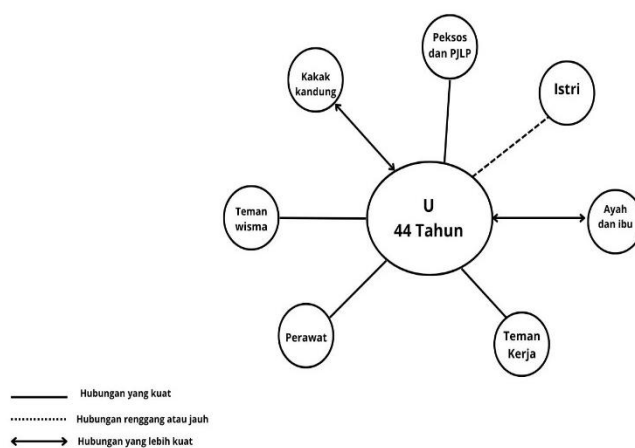 Peksos
dan PJLP
Kakak
kandung
Istri
U
44 Tahun
Teman
wisma
Ayah
dan ibu
Perawat
Teman
Kerja
Hubungan yang kuat
Hubungan renggang atau jauh
Hubungan yang lebih kuat